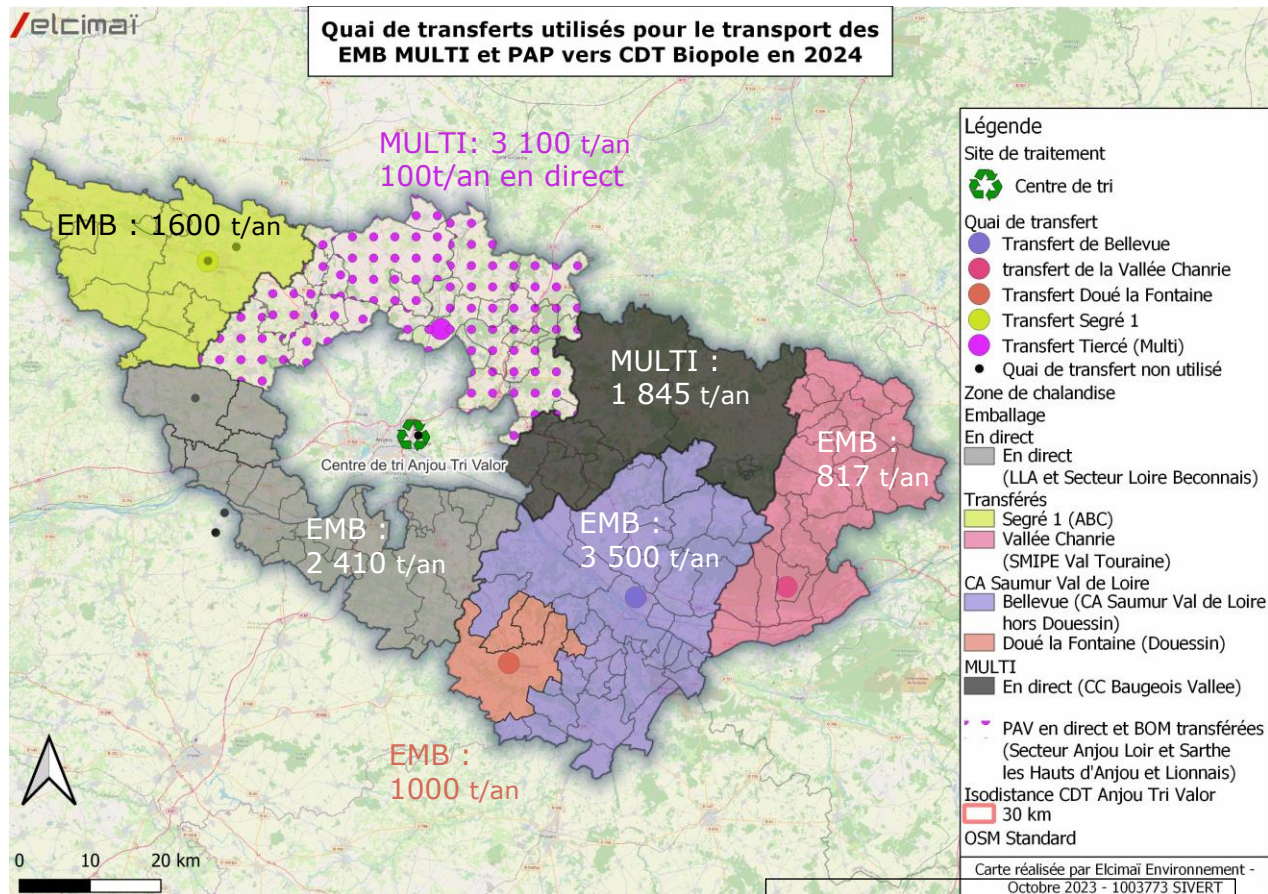 elcimaï
Quai de transferts utilisés pour le transport des
EMB MULTI et PAP vers CDT Biopole en 2024
MULTI: 3 100 t/an
100t/an en direct
EMB : 1600 t/an
MULTI :
1 845 t/an
EMB :
817 t/an
Centre de tri Anjou Tri Valor
EMB :
2 410 t/an
EMB :
3 500 t/an
EMB :
1000 t/an
0 10 20 km
Légende
Site de traitement
Centre de tri
Quai de transfert
Transfert de Bellevue
transfert de la Vallée Chanrie
Transfert Doué la Fontaine
Transfert Segré 1
Transfert Tiercé (Multi)
Quai de transfert non utilisé
Zone de chalandise
Emballage
En direct
En direct
(LLA et Secteur Loire Beconnais)
Transférés
Segré 1 (ABC)
Vallée Chanrie
(SMIPE Val Touraine)
CA Saumur Val de Loire
Bellevue (CA Saumur Val de Loire
hors Douessin)
Doué la Fontaine (Douessin)
MULTI
En direct (CC Baugeois Vallee)
PAV en direct et BOM transférées
(Secteur Anjou Loir et Sarthe
les Hauts d'Anjou et Lionnais)
Isodistance CDT Anjou Tri Valor
30 km
OSM Standard
Carte réalisée par Elcimaï Environnement -
Octobre 2023 - 1003773 SIVERT